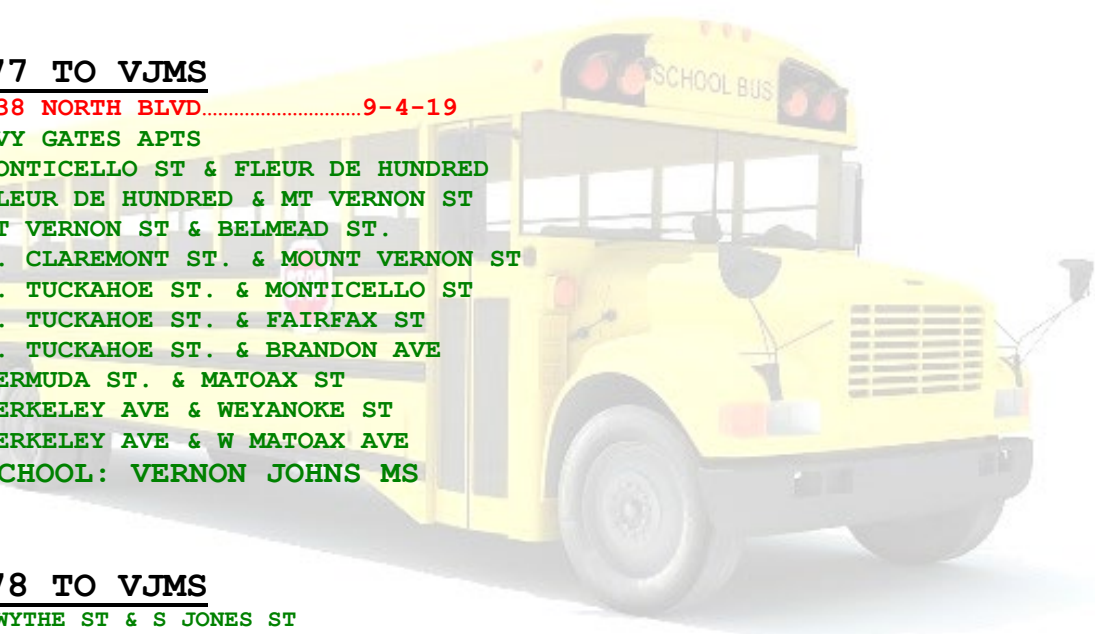 77 TO VJMS
38 NORTH BLVD..............................9-4-19
VY GATES APTS
ONTICELLO ST & FLEUR DE HUNDRED
LEUR DE HUNDRED & MT VERNON ST
T VERNON ST & BELMEAD ST.
. CLAREMONT ST. & MOUNT VERNON ST
. TUCKAHOE ST. & MONTICELLO ST
. TUCKAHOE ST. & FAIRFAX ST
. TUCKAHOE ST. & BRANDON AVE
ERMUDA ST. & MATOAX ST
ERKELEY AVE & WEYANOKE ST
ERKELEY AVE & W MATOAX AVE
CHOOL: VERNON JOHNS MS
78 TO VJMS
WYTHE ST & S JONES ST
SCHOOL BUS
STOP